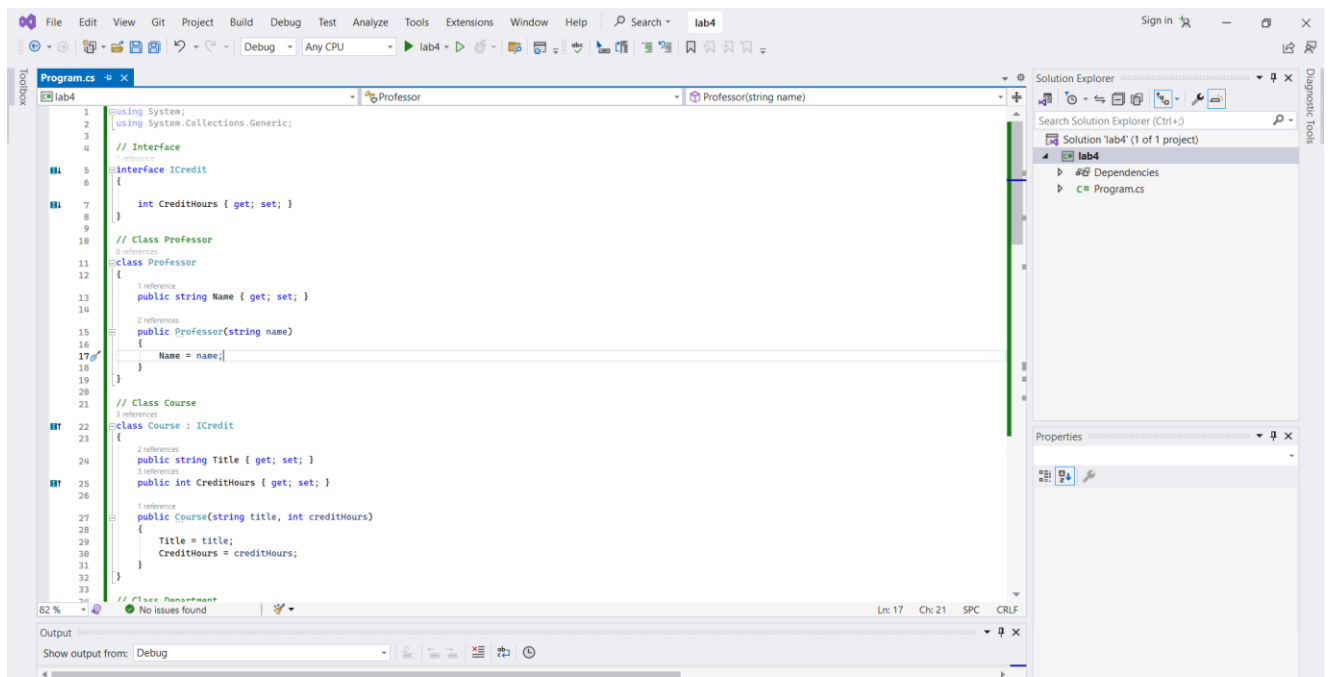 File Edit View Git Project Build Debug Test Analyze Tools Extensions Window Help Search lab4 Sign in
Debug Any CPU lab4
Toolbox
Program.cs
lab4 Professor Professor(string name)
1 using System;
2 using System.Collections.Generic;
3
4 // Interface
1 reference
5 interface ICredit
6 {
7 int CreditHours { get; set; }
8 }
9
10 // Class Professor
8 references
11 class Professor
12 {
1 reference
13 public string Name { get; set; }
14
2 references
15 public Professor(string name)
16 {
17 Name = name;
18 }
19 }
20
21 // Class Course
3 references
22 class Course : ICredit
23 {
2 references
24 public string Title { get; set; }
3 references
25 public int CreditHours { get; set; }
26
1 reference
27 public Course(string title, int creditHours)
28 {
29 Title = title;
30 CreditHours = creditHours;
31 }
32 }
33
34 // Class Department
82 % No issues found Ln: 17 Ch: 21 SPC CRLF
Output
Show output from: Debug
Solution Explorer
Search Solution Explorer (Ctrl+;)
Solution 'lab4' (1 of 1 project)
C# lab4
Dependencies
C# Program.cs
Properties
Diagnostic Tools